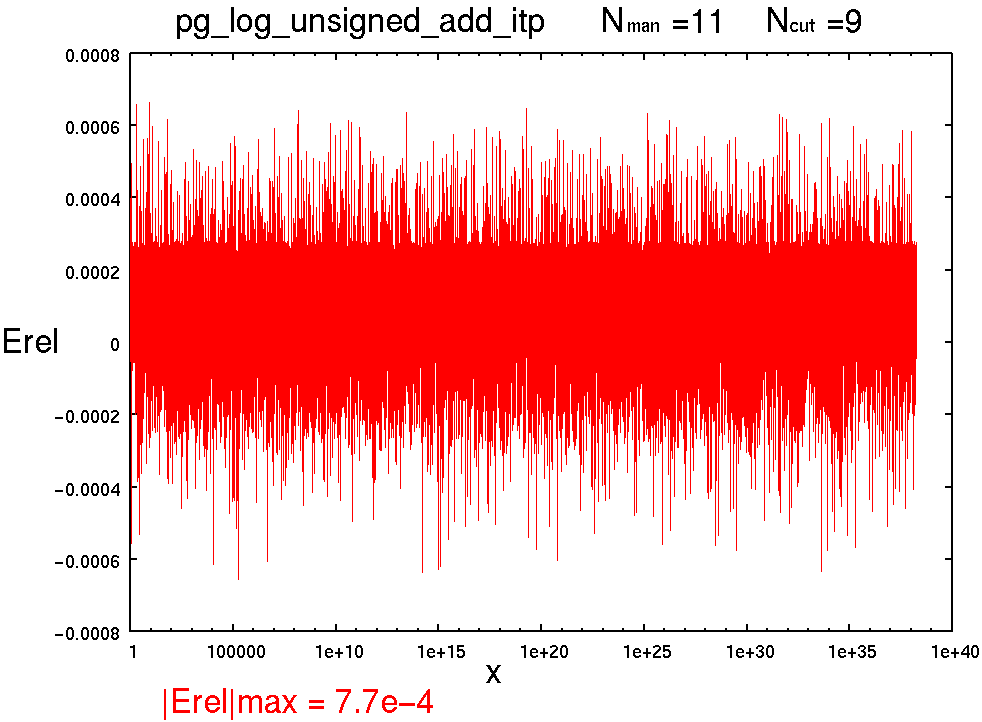 pg_log_unsigned_add_itp Nman =11 Ncut =9
0.0008
0.0006
0.0004
0.0002
0
−0.0002
−0.0004
−0.0006
−0.0008
Erel
1 100000 1e+10 1e+15 1e+20 1e+25 1e+30 1e+35 1e+40
X
|Erel|max = 7.7e−4